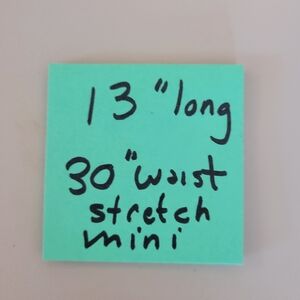 13" long
30" waist
stretch
mini